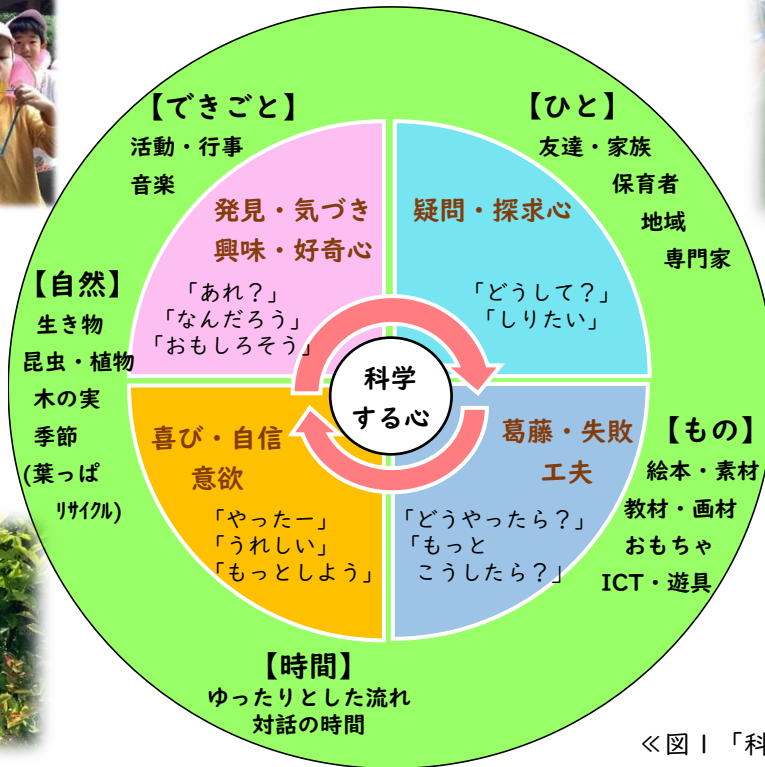 【できごと】
活動・行事
音楽
【ひと】
友達・家族
保育者
地域
専門家
発見・気づき
興味・好奇心
「あれ？」
「なんだろう」
「おもしろそう」
疑問・探求心
「どうして？」
「しりたい」
【自然】
生き物
昆虫・植物
木の実
季節
(葉っぱ
リサイクル)
科学
する心
喜び・自信
意欲
「やったー」
「うれしい」
「もっとしよう」
葛藤・失敗
工夫
「どうやったら？」
「もっと
こうしたら？」
【もの】
絵本・素材
教材・画材
おもちゃ
ICT・遊具
【時間】
ゆったりとした流れ
対話の時間
≪図１「科